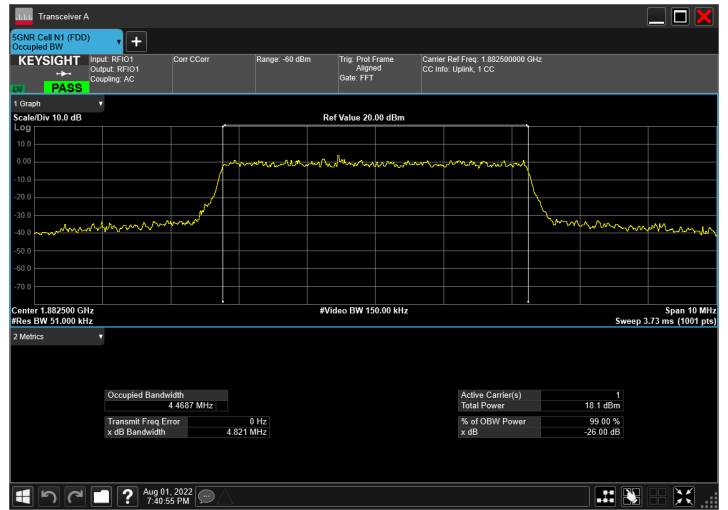 Transceiver A
5GNR Cell N1 (FDD)
Occupied BW
KEYSIGHT
LXI
PASS
Input: RFIO1
Output: RFIO1
Coupling: AC
Corr CCorr
Range: -60 dBm
Trig: Prot Frame
Aligned
Gate: FFT
Carrier Ref Freq: 1.882500000 GHz
CC Info: Uplink, 1 CC
1 Graph
Scale/Div 10.0 dB
Ref Value 20.00 dBm
Log
10.0
0.00
-10.0
-20.0
-30.0
-40.0
-50.0
-60.0
-70.0
Center 1.882500 GHz
#Video BW 150.00 kHz
Span 10 MHz
#Res BW 51.000 kHz
Sweep 3.73 ms (1001 pts)
2 Metrics
Occupied Bandwidth
4.4687 MHz
Transmit Freq Error 0 Hz
x dB Bandwidth 4.821 MHz
Active Carrier(s) 1
Total Power 18.1 dBm
% of OBW Power 99.00 %
x dB -26.00 dB
Aug 01, 2022
7:40:55 PM